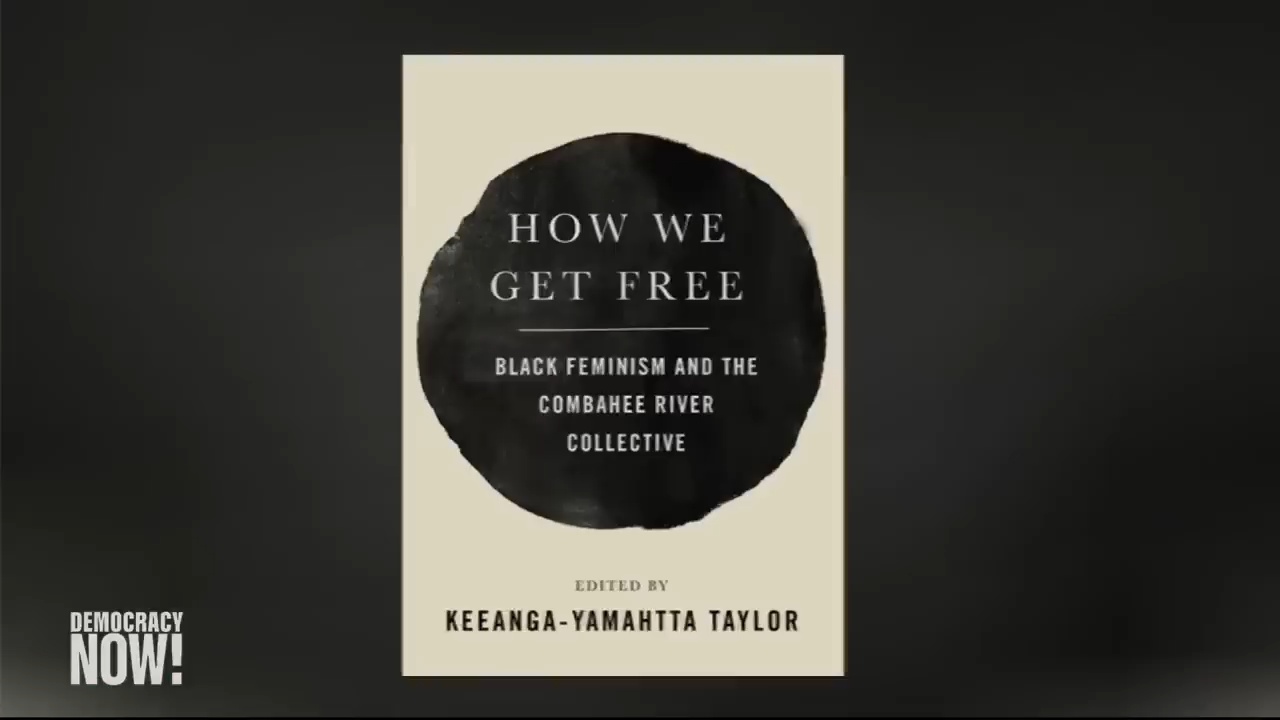 HOW WE
GET FREE
BLACK FEMINISM AND THE
COMBAHEE RIVER
COLLECTIVE
EDITED BY
KEEANGA-YAMAHTTA TAYLOR
DEMOCRACY
NOW!